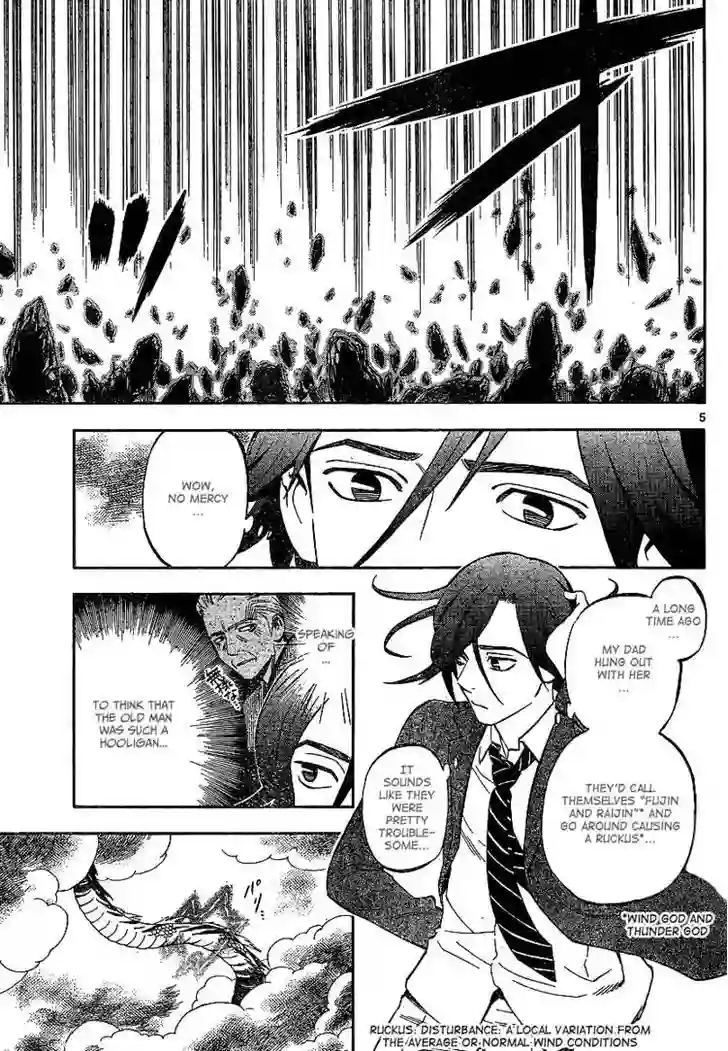 5
WOW,
NO MERCY
...
A LONG
TIME AGO ...
MY DAD
HUNG OUT
WITH HER
...
THEY'D CALL
THEMSELVES "FUJIN
AND RAIJIN"* AND
GO AROUND CAUSING
A RUCKUS*...
*WIND GOD AND
THUNDER GOD
IT
SOUNDS
LIKE THEY
WERE
PRETTY
TROUBLE-
SOME...
SPEAKING
OF
...
TO THINK THAT
THE OLD MAN
WAS SUCH A
HOOLIGAN...
RUCKUS: DISTURBANCE: A LOCAL VARIATION FROM
THE AVERAGE OR NORMAL WIND CONDITIONS